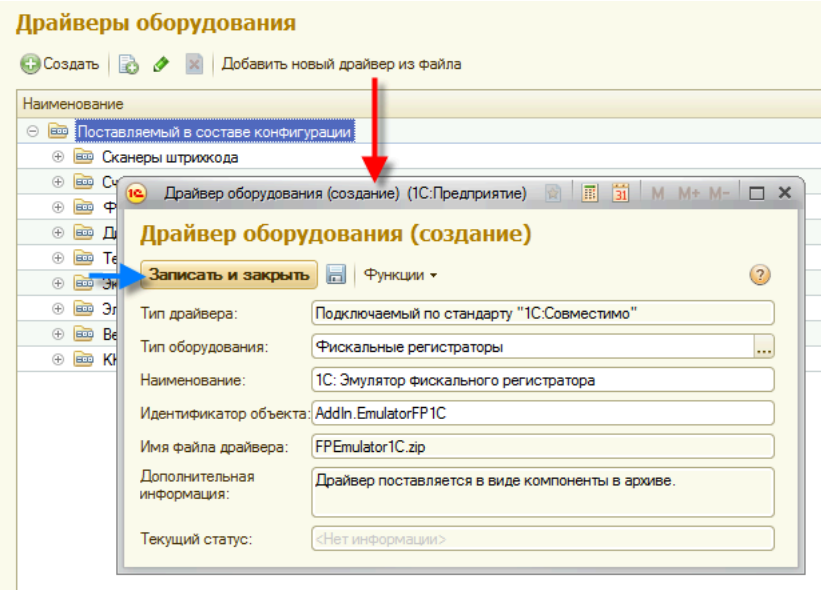 Драйверы оборудования
Создать
Добавить новый драйвер из файла
Наименование
Поставляемый в составе конфигурации
Сканеры штрихкода
1С
Драйвер оборудования (создание) (1С:Предприятие)
31
M M+ M-
Драйвер оборудования (создание)
Записать и закрыть
Функции
?
Тип драйвера:
Подключаемый по стандарту "1С:Совместимо"
Тип оборудования:
Фискальные регистраторы
...
Наименование:
1С: Эмулятор фискального регистратора
Идентификатор объекта:
AddIn.EmulatorFP1C
Имя файла драйвера:
FPEmulator1C.zip
Дополнительная
информация:
Драйвер поставляется в виде компоненты в архиве.
Текущий статус:
<Нет информации>